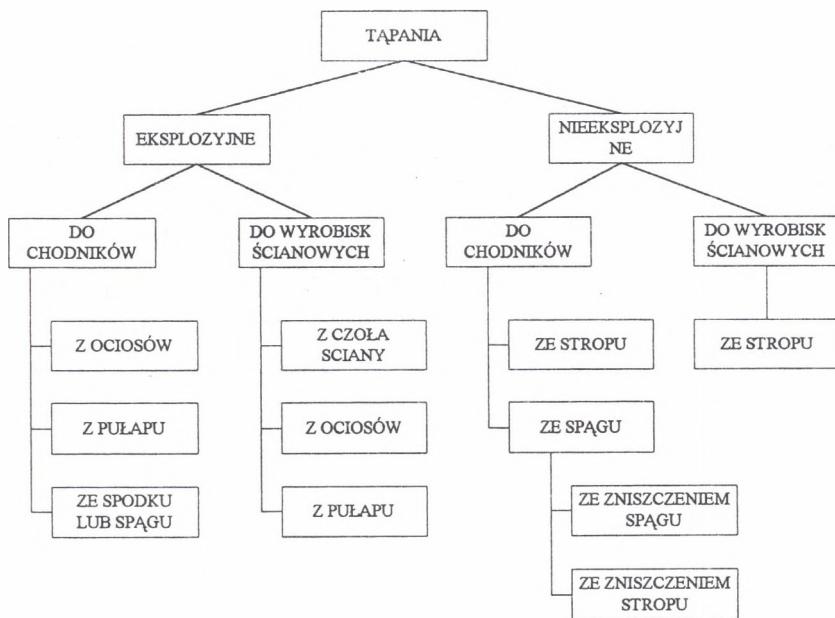 TĄPANIA
EKSPLOZYJNE
NIEEKSPLOZYJ
NE
DO
CHODNIKÓW
DO WYROBISK
ŚCIANOWYCH
DO
CHODNIKÓW
DO WYROBISK
ŚCIANOWYCH
Z OCIOSÓW
Z CZOŁA
SCIANY
ZE STROPU
ZE STROPU
Z PUŁAPU
Z OCIOSÓW
ZE SPĄGU
ZE SPODKU
LUB SPĄGU
Z PUŁAPU
ZE ZNISZCZENIEM
SPĄGU
ZE ZNISZCZENIEM
STROPU